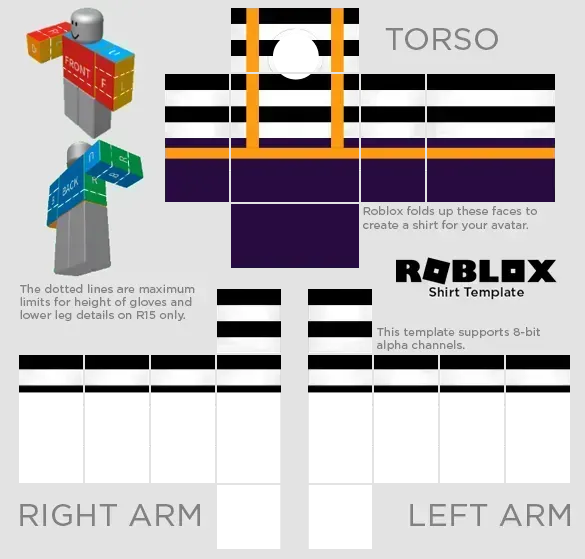 TORSO
FRONT
F
L
U
BACK
R
B
U
R
Roblox folds up these faces to
create a shirt for your avatar.
ROBLOX
Shirt Template
The dotted lines are maximum
limits for height of gloves and
lower leg details on R15 only.
This template supports 8-bit
alpha channels.
RIGHT ARM
LEFT ARM